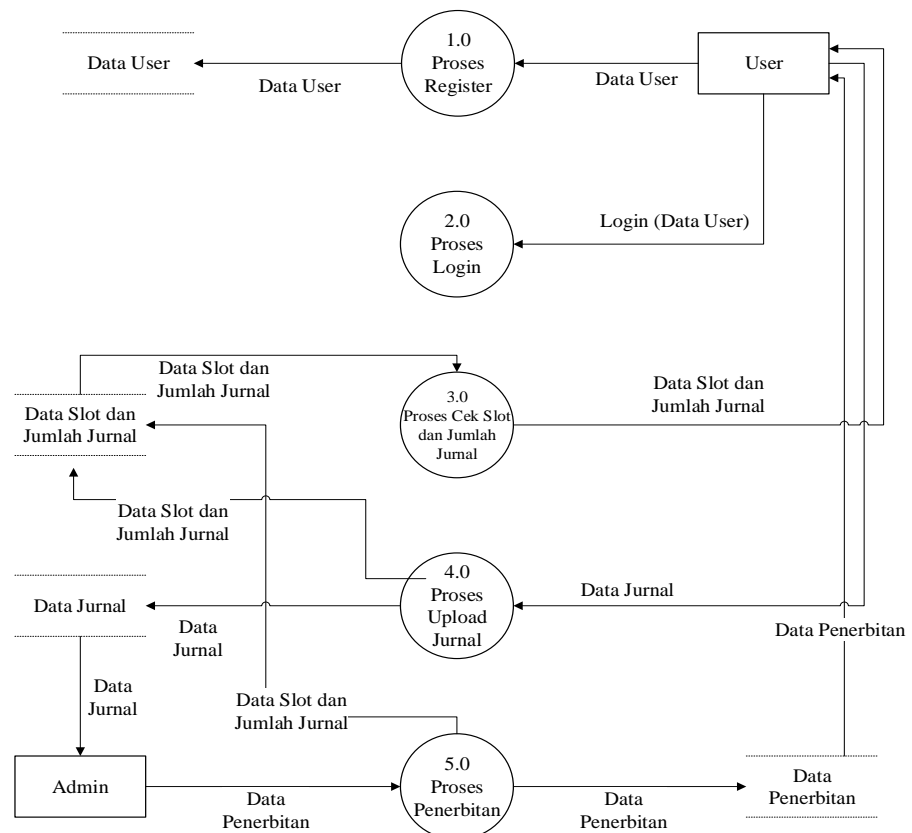 1.0
Proses
Register
Data User
Data User
Data User
User
2.0
Proses
Login
Login (Data User)
Data Slot dan
Jumlah Jurnal
3.0
Proses Cek Slot
dan Jumlah
Jurnal
Data Slot dan
Jumlah Jurnal
Data Slot dan
Jumlah Jurnal
Data Slot dan
Jumlah Jurnal
4.0
Proses
Upload
Jurnal
Data Jurnal
Data Jurnal
Data
Jurnal
Data Penerbitan
Data
Jurnal
Data Slot dan
Jumlah Jurnal
Admin
5.0
Proses
Penerbitan
Data
Penerbitan
Data
Penerbitan
Data
Penerbitan